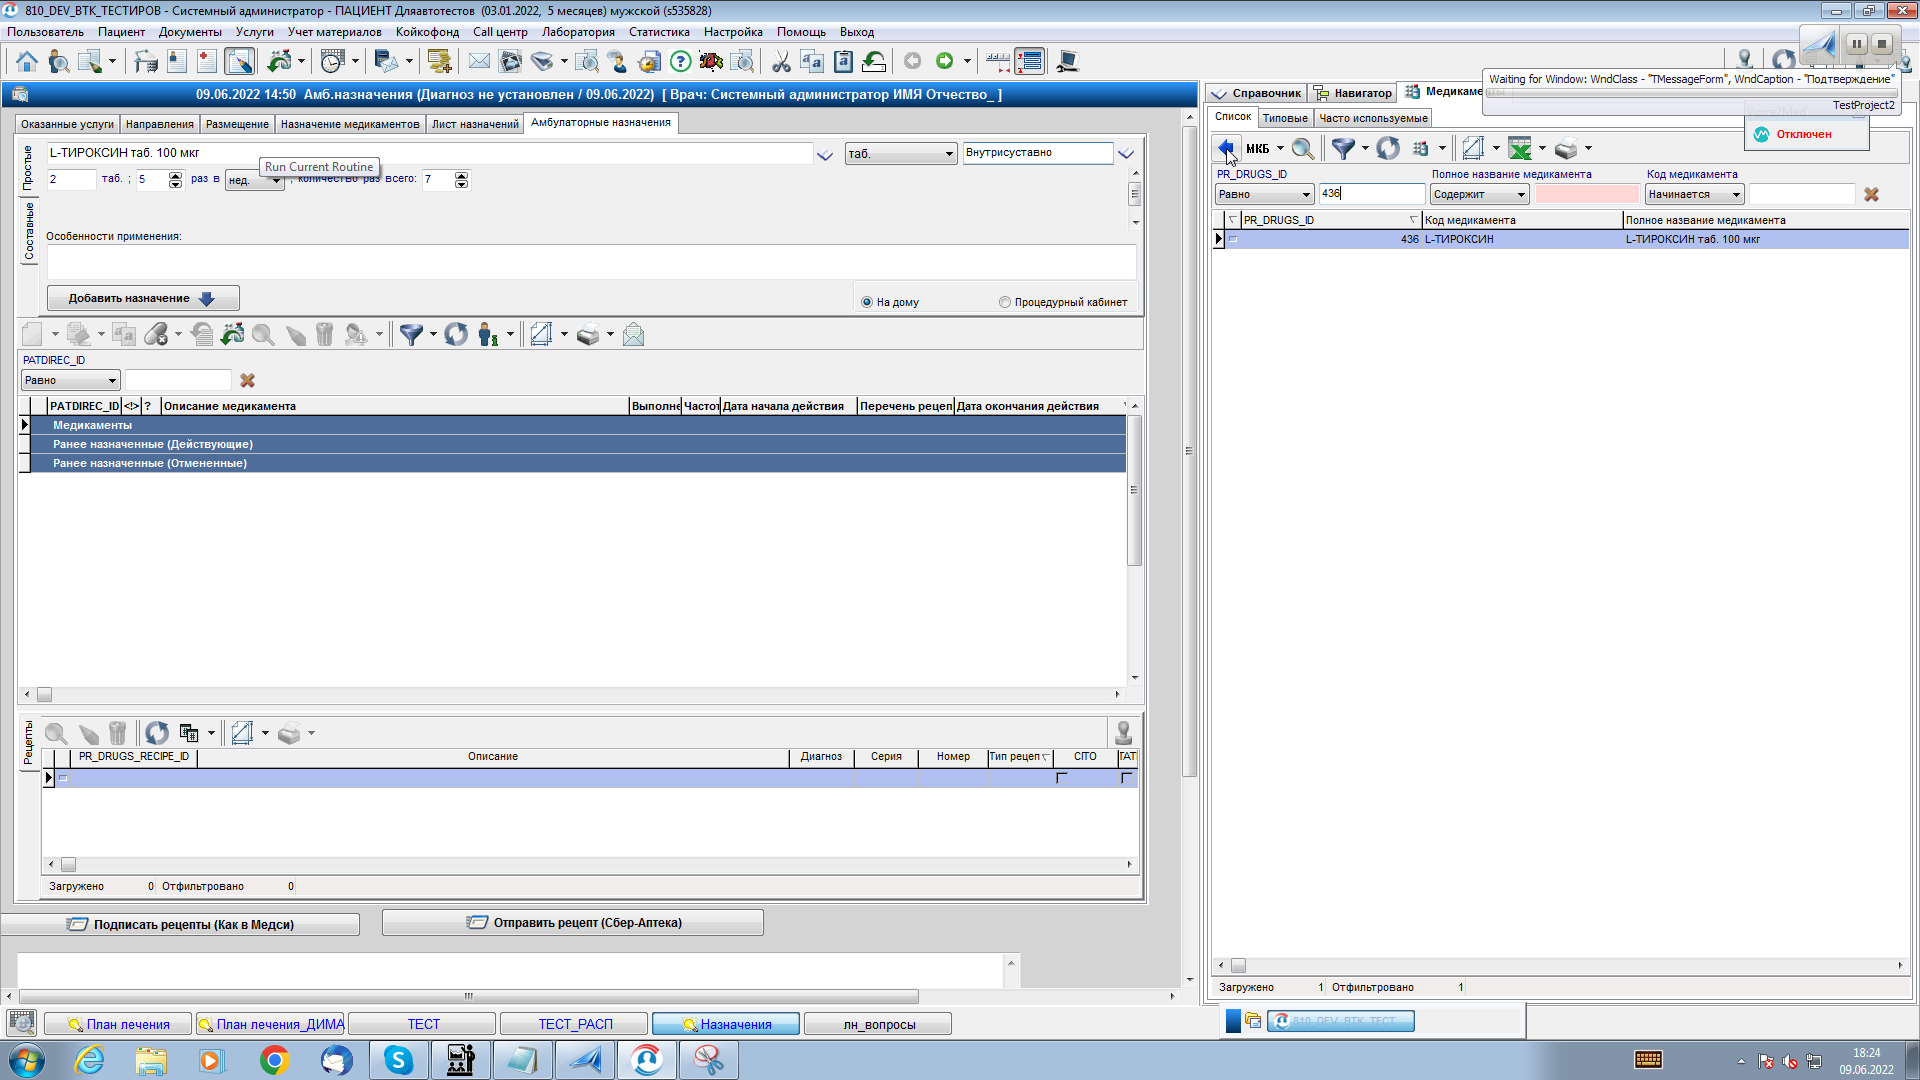 810_DEV_BTK_ТЕСТИРОВ - Системный администратор - ПАЦИЕНТ Дляавтотестов (03.01.2022, 5 месяцев) мужской (s535828)
Пользователь Пациент Документы Услуги Учет материалов Койкофонд Call центр Лаборатория Статистика Настройка Помощь Выход
Waiting for Window: WndClass - "TMessageForm", WndCaption - "Подтверждение"
TestProject2
Отключен
09.06.2022 14:50 Амб.назначения (Диагноз не установлен / 09.06.2022) [ Врач: Системный администратор ИМЯ Отчество_ ]
Оказанные услуги Направления Размещение Назначение медикаментов Лист назначений Амбулаторные назначения
Простые
Составные
L-ТИРОКСИН таб. 100 мкг
таб.
Внутрисуставно
Run Current Routine
2 таб. ; 5 раз в нед. , количество раз всего: 7
Особенности применения:
Добавить назначение
На дому
Процедурный кабинет
PATDIREC_ID
Равно
PATDIREC_ID <!> ? Описание медикамента Выполне Частот Дата начала действия Перечень рецеп Дата окончания действия
Медикаменты
Ранее назначенные (Действующие)
Ранее назначенные (Отмененные)
Рецепты
PR_DRUGS_RECIPE_ID Описание Диагноз Серия Номер Тип рецеп CITO
Загружено 0 Отфильтровано 0
Подписать рецепты (Как в Медси)
Отправить рецепт (Сбер-Аптека)
Справочник Навигатор
Список Типовые Часто используемые
МКБ
PR_DRUGS_ID Полное название медикамента Код медикамента
Равно 436 Содержит Начинается
PR_DRUGS_ID Код медикамента Полное название медикамента
436 L-ТИРОКСИН L-ТИРОКСИН таб. 100 мкг
Загружено 1 Отфильтровано 1
План лечения План лечения_ДИМА ТЕСТ ТЕСТ_РАСП Назначения лн_вопросы
810_DEV_BTK_ТЕСТ
18:24
09.06.2022